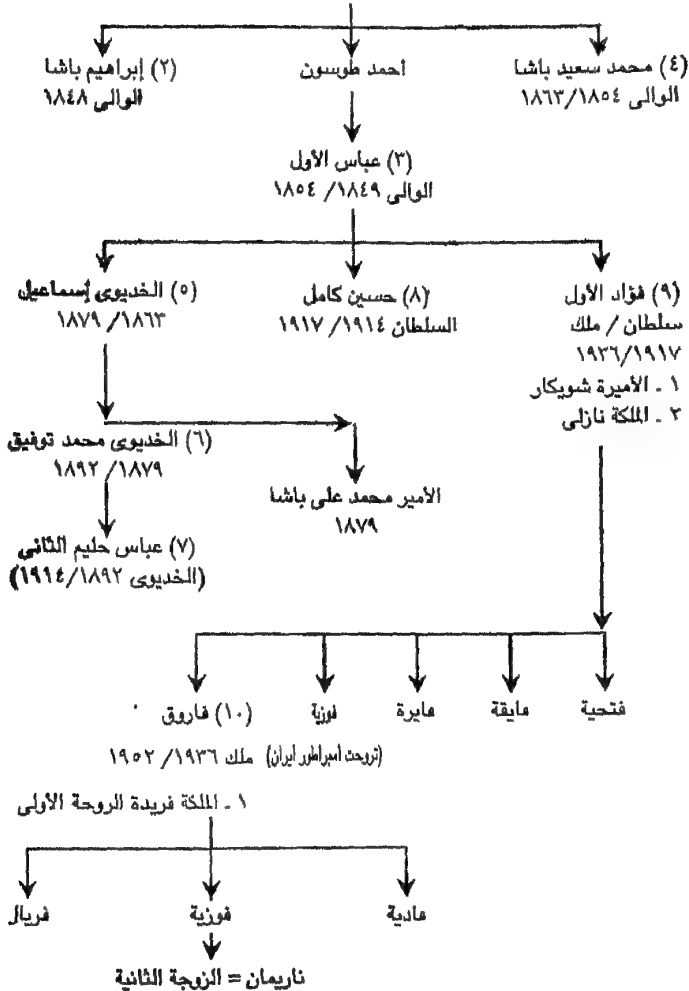 (٤) محمد سعيد باشا
الوالى ١٨٥٤/١٨٦٣
احمد طوسون
(٢) إبراهيم باشا
الوالى ١٨٤٨
(٣) عباس الأول
الوالى ١٨٤٩/ ١٨٥٤
(٩) فؤاد الأول
سلطان / ملك
١٩١٧/١٩٣٦
١ ـ الأميرة شويكار
٢ ـ الملكة نازلى
(٨) حسين كامل
السلطان ١٩١٤/ ١٩١٧
(٥) الخديوى إسماعيل
١٨٦٣/ ١٨٧٩
(٦) الخديوى محمد توفيق
١٨٧٩/ ١٨٩٢
الأمير محمد على باشا
١٨٧٩
(٧) عباس حليم الثانى
(الخديوى ١٨٩٢/١٩١٤)
فتحية
فايقة
فايزة
فوزية
(١٠) فاروق
(تزوجت أمبراطور أيران) ملك ١٩٣٦/ ١٩٥٢
١ ـ الملكة فريدة الزوجة الأولى
فادية
فوزية
فريال
ناريمان = الزوجة الثانية